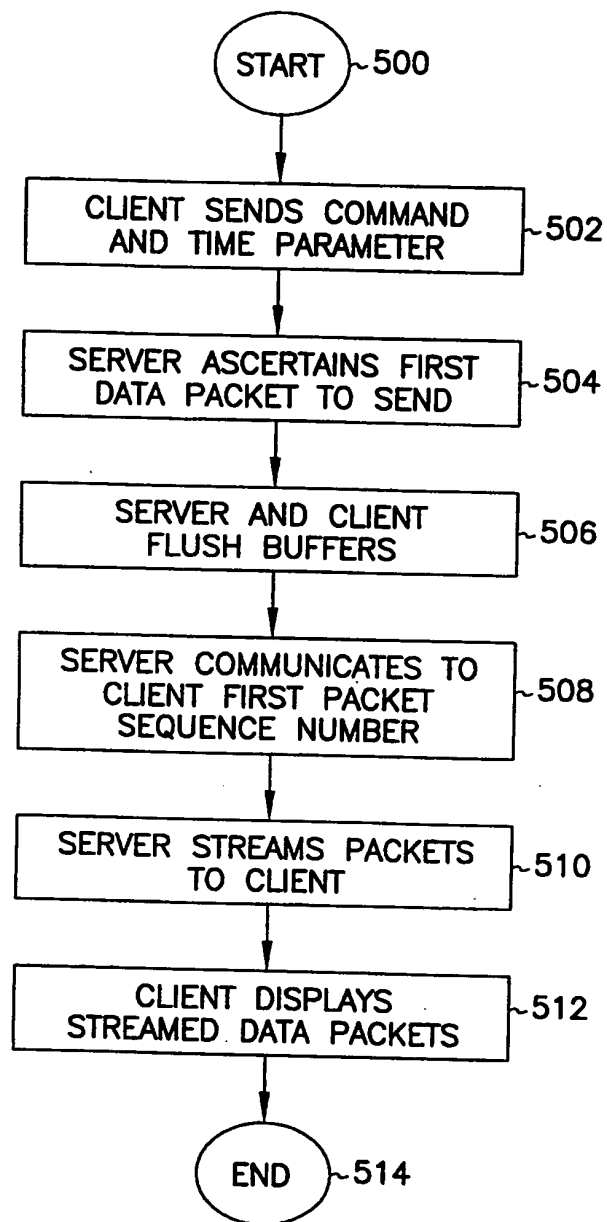 START
500
CLIENT SENDS COMMAND
AND TIME PARAMETER
502
SERVER ASCERTAINS FIRST
DATA PACKET TO SEND
504
SERVER AND CLIENT
FLUSH BUFFERS
506
SERVER COMMUNICATES TO
CLIENT FIRST PACKET
SEQUENCE NUMBER
508
SERVER STREAMS PACKETS
TO CLIENT
510
CLIENT DISPLAYS
STREAMED DATA PACKETS
512
END
514